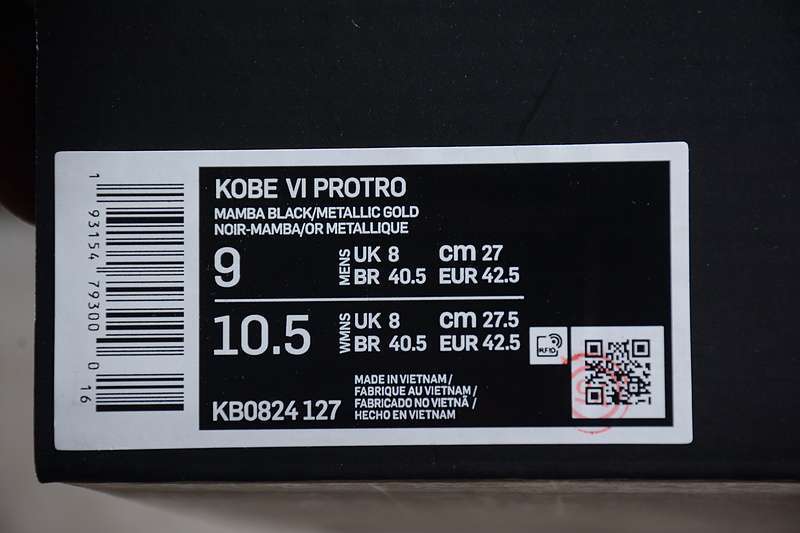 KOBE VI PROTRO
MAMBA BLACK/METALLIC GOLD
NOIR-MAMBA/OR METALLIQUE
9
MENS
UK 8 cm 27
BR 40.5 EUR 42.5
10.5
WMNS
UK 8 cm 27.5
BR 40.5 EUR 42.5
RFID
KB0824 127
MADE IN VIETNAM /
FABRIQUE AU VIETNAM /
FABRICADO NO VIETNÃ /
HECHO EN VIETNAM
1 93154 79300 0 16